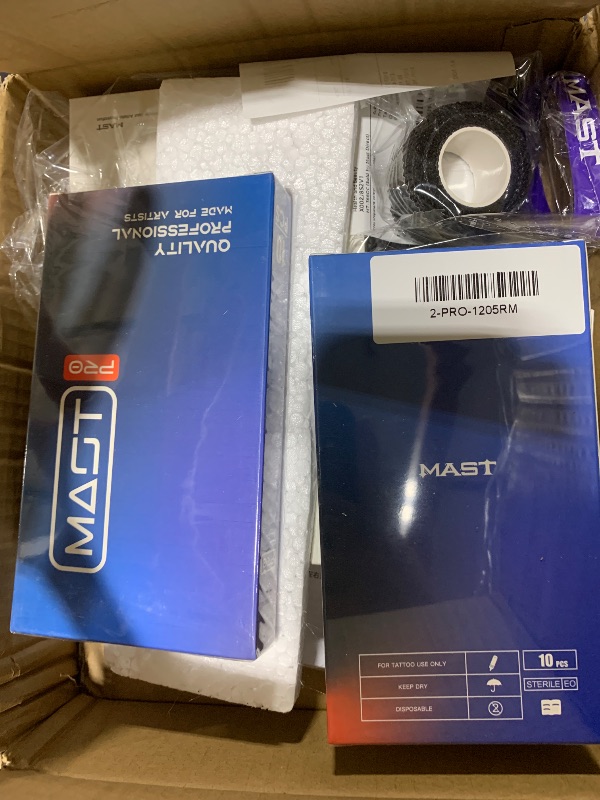 MAST
MAST
QUALITY
PROFESSIONAL
MADE FOR ARTISTS
MAST PRO
2-PRO-1205RM
MAST
FOR TATTOO USE ONLY
KEEP DRY
DISPOSABLE
10 PCS
STERILE EO